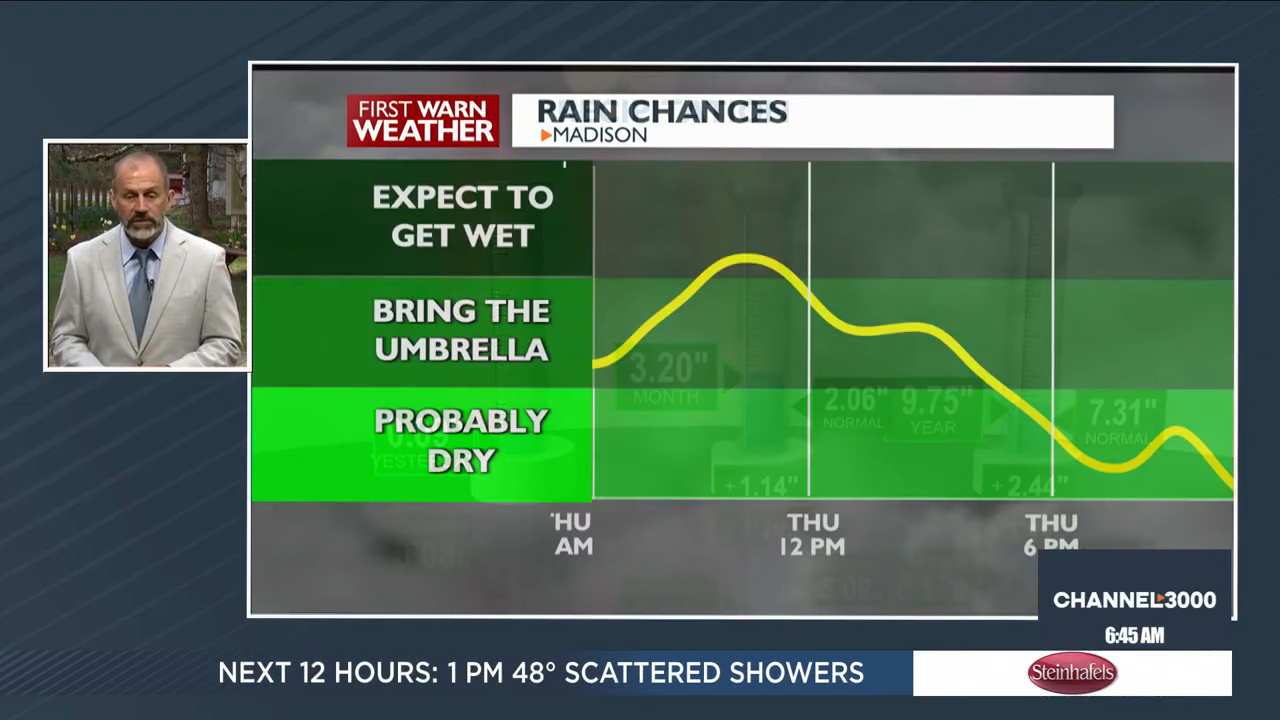 FIRST WARN
WEATHER
RAIN CHANCES
▶MADISON
EXPECT TO
GET WET
BRING THE
UMBRELLA
PROBABLY
DRY
3.20"
MONTH
2.06"
NORMAL
9.75"
YEAR
7.31"
NORMAL
+1.14"
+2.44"
HU
AM
THU
12 PM
THU
6 PM
CHANNEL3000
6:45 AM
NEXT 12 HOURS: 1 PM 48° SCATTERED SHOWERS
Steinhafels